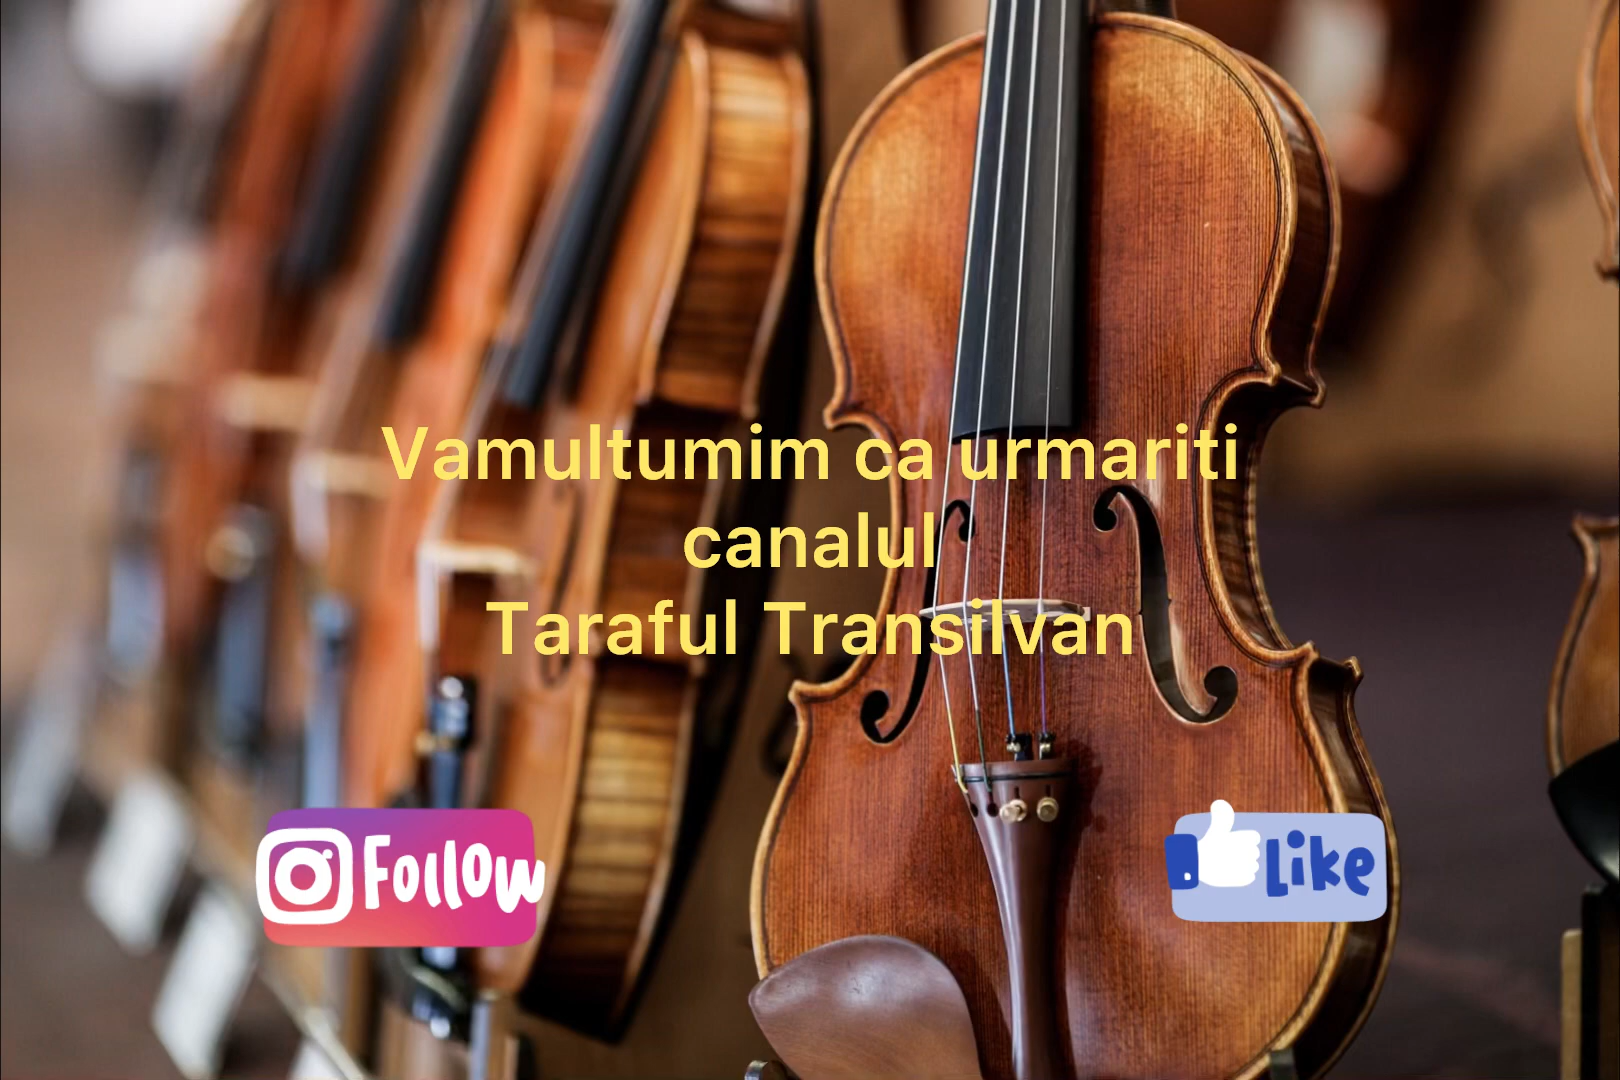 Vamultumim ca urmariti
canalul
Taraful Transilvan
Follow
Like